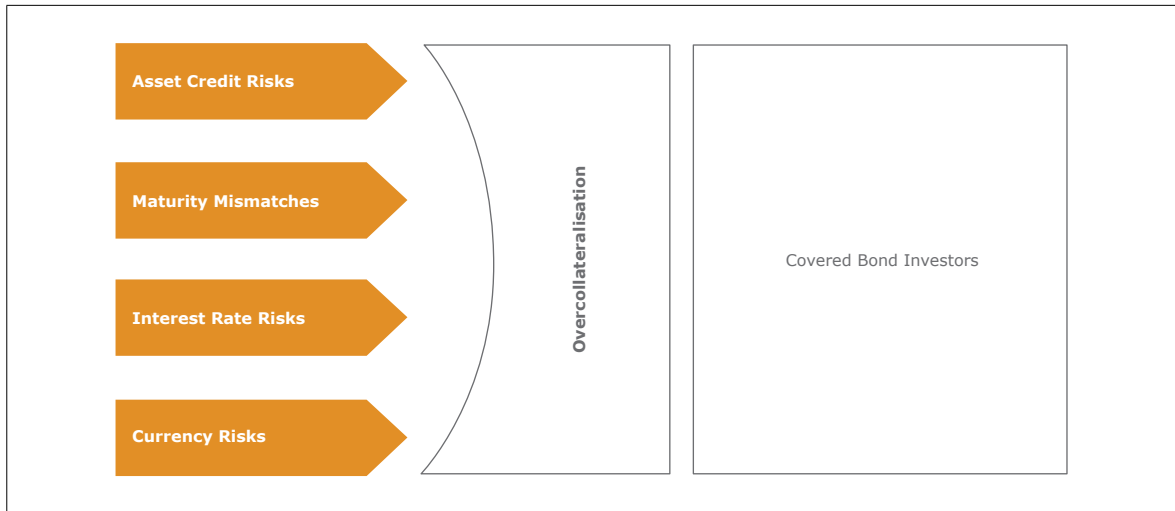 Asset Credit Risks
Maturity Mismatches
Interest Rate Risks
Currency Risks
Overcollateralisation
Covered Bond Investors